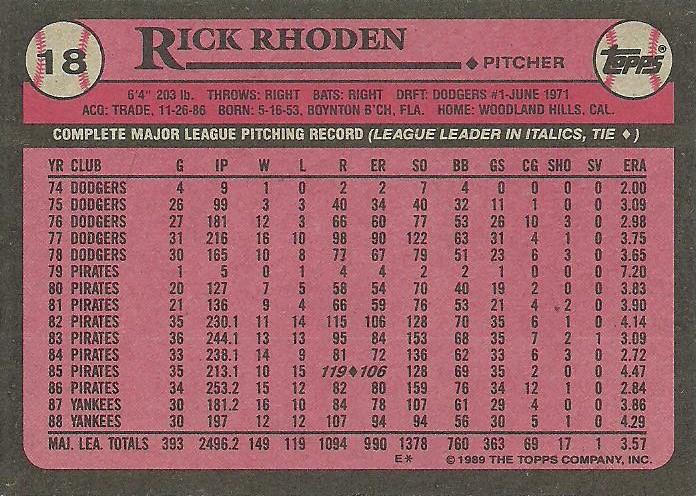 18
RICK RHODEN
♦ PITCHER
TOPPS®
6'4" 203 lb. THROWS: RIGHT BATS: RIGHT DRFT: DODGERS #1-JUNE 1971
ACQ: TRADE, 11-26-86 BORN: 5-16-53, BOYNTON B'CH, FLA. HOME: WOODLAND HILLS, CAL.
COMPLETE MAJOR LEAGUE PITCHING RECORD (LEAGUE LEADER IN ITALICS, TIE ♦)
YR CLUB G IP W L R ER SO BB GS CG SHO SV ERA
74 DODGERS 4 9 1 0 2 2 7 4 0 0 0 0 2.00
75 DODGERS 26 99 3 3 40 34 40 32 11 1 0 0 3.09
76 DODGERS 27 181 12 3 66 60 77 53 26 10 3 0 2.98
77 DODGERS 31 216 16 10 98 90 122 63 31 4 1 0 3.75
78 DODGERS 30 165 10 8 77 67 79 51 23 6 3 0 3.65
79 PIRATES 1 5 0 1 4 4 2 2 1 0 0 0 7.20
80 PIRATES 20 127 7 5 58 54 70 40 19 2 0 0 3.83
81 PIRATES 21 136 9 4 66 59 76 53 21 4 2 0 3.90
82 PIRATES 35 230.1 11 14 115 106 128 70 35 6 1 0 4.14
83 PIRATES 36 244.1 13 13 95 84 153 68 35 7 2 1 3.09
84 PIRATES 33 238.1 14 9 81 72 136 62 33 6 3 0 2.72
85 PIRATES 35 213.1 10 15 119♦106 128 69 35 2 0 0 4.47
86 PIRATES 34 253.2 15 12 82 80 159 76 34 12 1 0 2.84
87 YANKEES 30 181.2 16 10 84 78 107 61 29 4 0 0 3.86
88 YANKEES 30 197 12 12 107 94 94 56 30 5 1 0 4.29
MAJ. LEA. TOTALS 393 2496.2 149 119 1094 990 1378 760 363 69 17 1 3.57
E* ©1989 THE TOPPS COMPANY, INC.